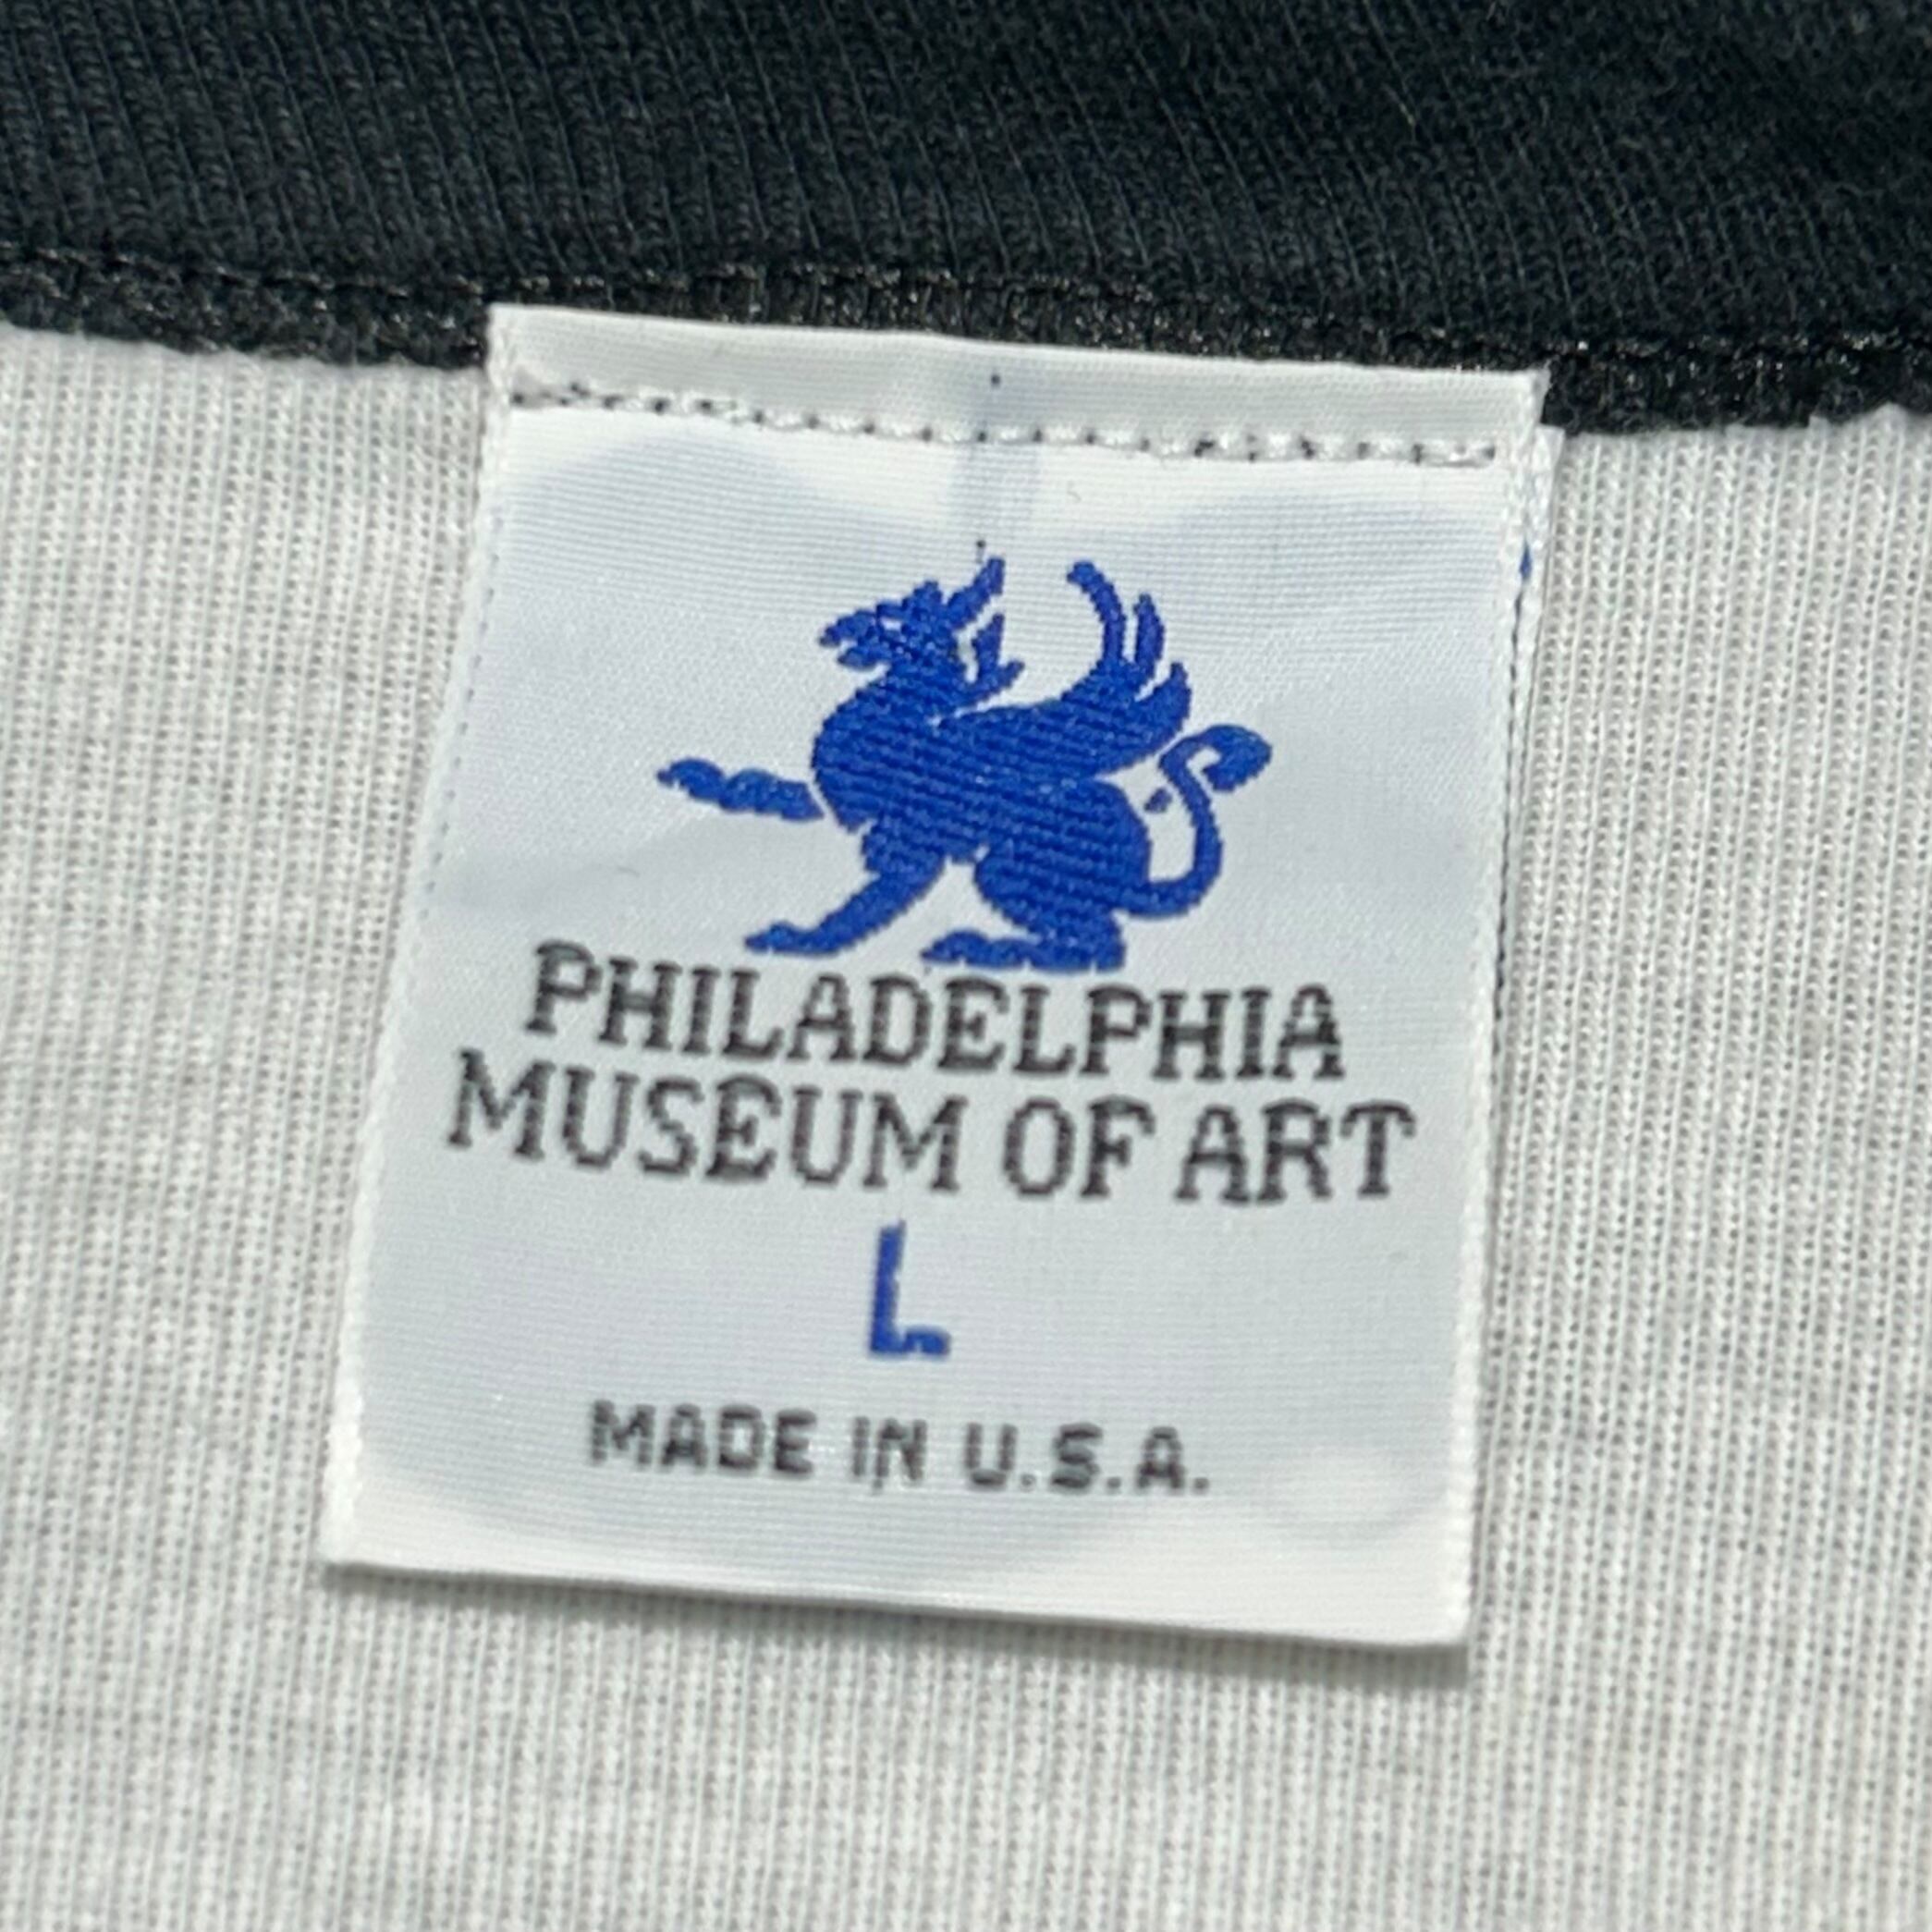 PHILADELPHIA
MUSEUM OF ART
L
MADE IN U.S.A.